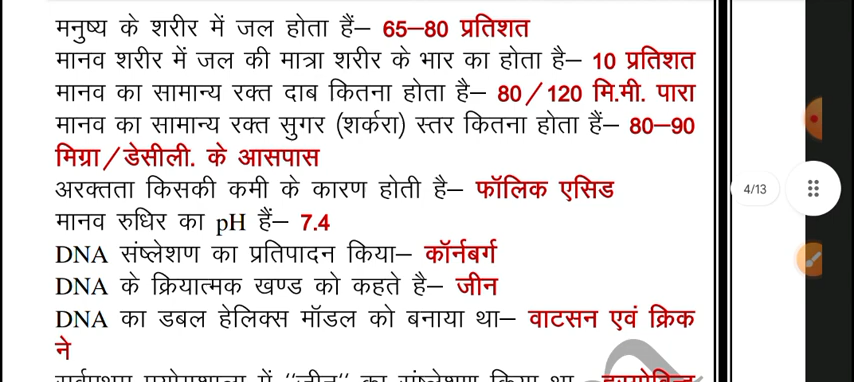 मनुष्य के शरीर में जल होता हैं– 65–80 प्रतिशत
मानव शरीर में जल की मात्रा शरीर के भार का होता है– 10 प्रतिशत
मानव का सामान्य रक्त दाब कितना होता है– 80/120 मि.मी. पारा
मानव का सामान्य रक्त सुगर (शर्करा) स्तर कितना होता हैं– 80–90
मिग्रा/डेसीली. के आसपास
अरक्तता किसकी कमी के कारण होती है– फॉलिक एसिड
मानव रुधिर का pH हैं– 7.4
DNA संष्लेशण का प्रतिपादन किया– कॉर्नबर्ग
DNA के क्रियात्मक खण्ड को कहते है– जीन
DNA का डबल हेलिक्स मॉडल को बनाया था– वाटसन एवं क्रिक
ने
4/13